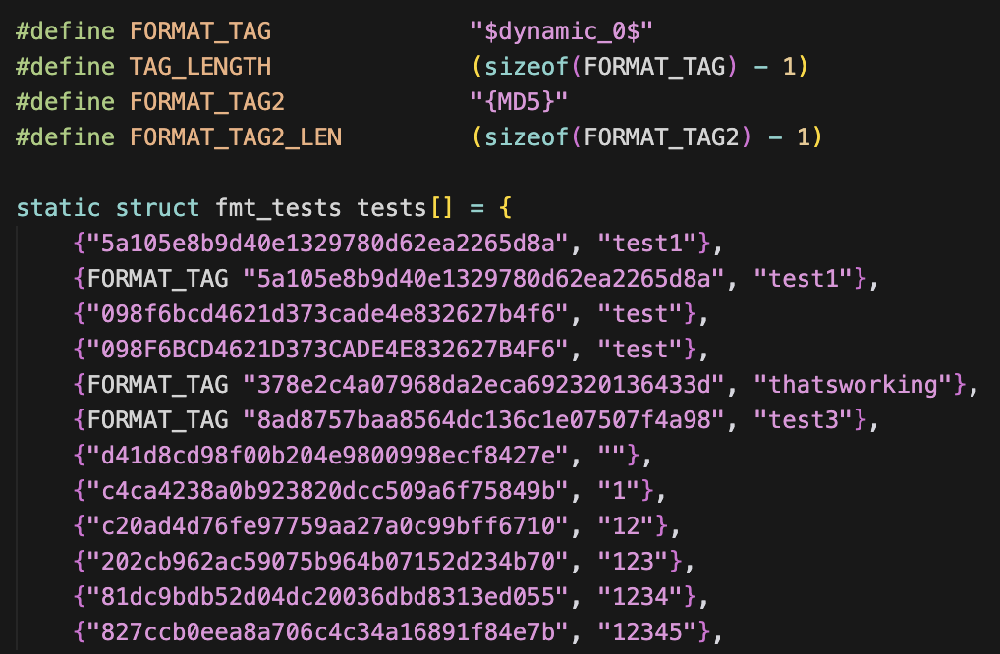 #define FORMAT_TAG "$dynamic_0$"
#define TAG_LENGTH (sizeof(FORMAT_TAG) - 1)
#define FORMAT_TAG2 "{MD5}"
#define FORMAT_TAG2_LEN (sizeof(FORMAT_TAG2) - 1)
static struct fmt_tests tests[] = {
{"5a105e8b9d40e1329780d62ea2265d8a", "test1"},
{FORMAT_TAG "5a105e8b9d40e1329780d62ea2265d8a", "test1"},
{"098f6bcd4621d373cade4e832627b4f6", "test"},
{"098F6BCD4621D373CADE4E832627B4F6", "test"},
{FORMAT_TAG "378e2c4a07968da2eca692320136433d", "thatsworking"},
{FORMAT_TAG "8ad8757baa8564dc136c1e07507f4a98", "test3"},
{"d41d8cd98f00b204e9800998ecf8427e", ""},
{"c4ca4238a0b923820dcc509a6f75849b", "1"},
{"c20ad4d76fe97759aa27a0c99bff6710", "12"},
{"202cb962ac59075b964b07152d234b70", "123"},
{"81dc9bdb52d04dc20036dbd8313ed055", "1234"},
{"827ccb0eea8a706c4c34a16891f84e7b", "12345"},